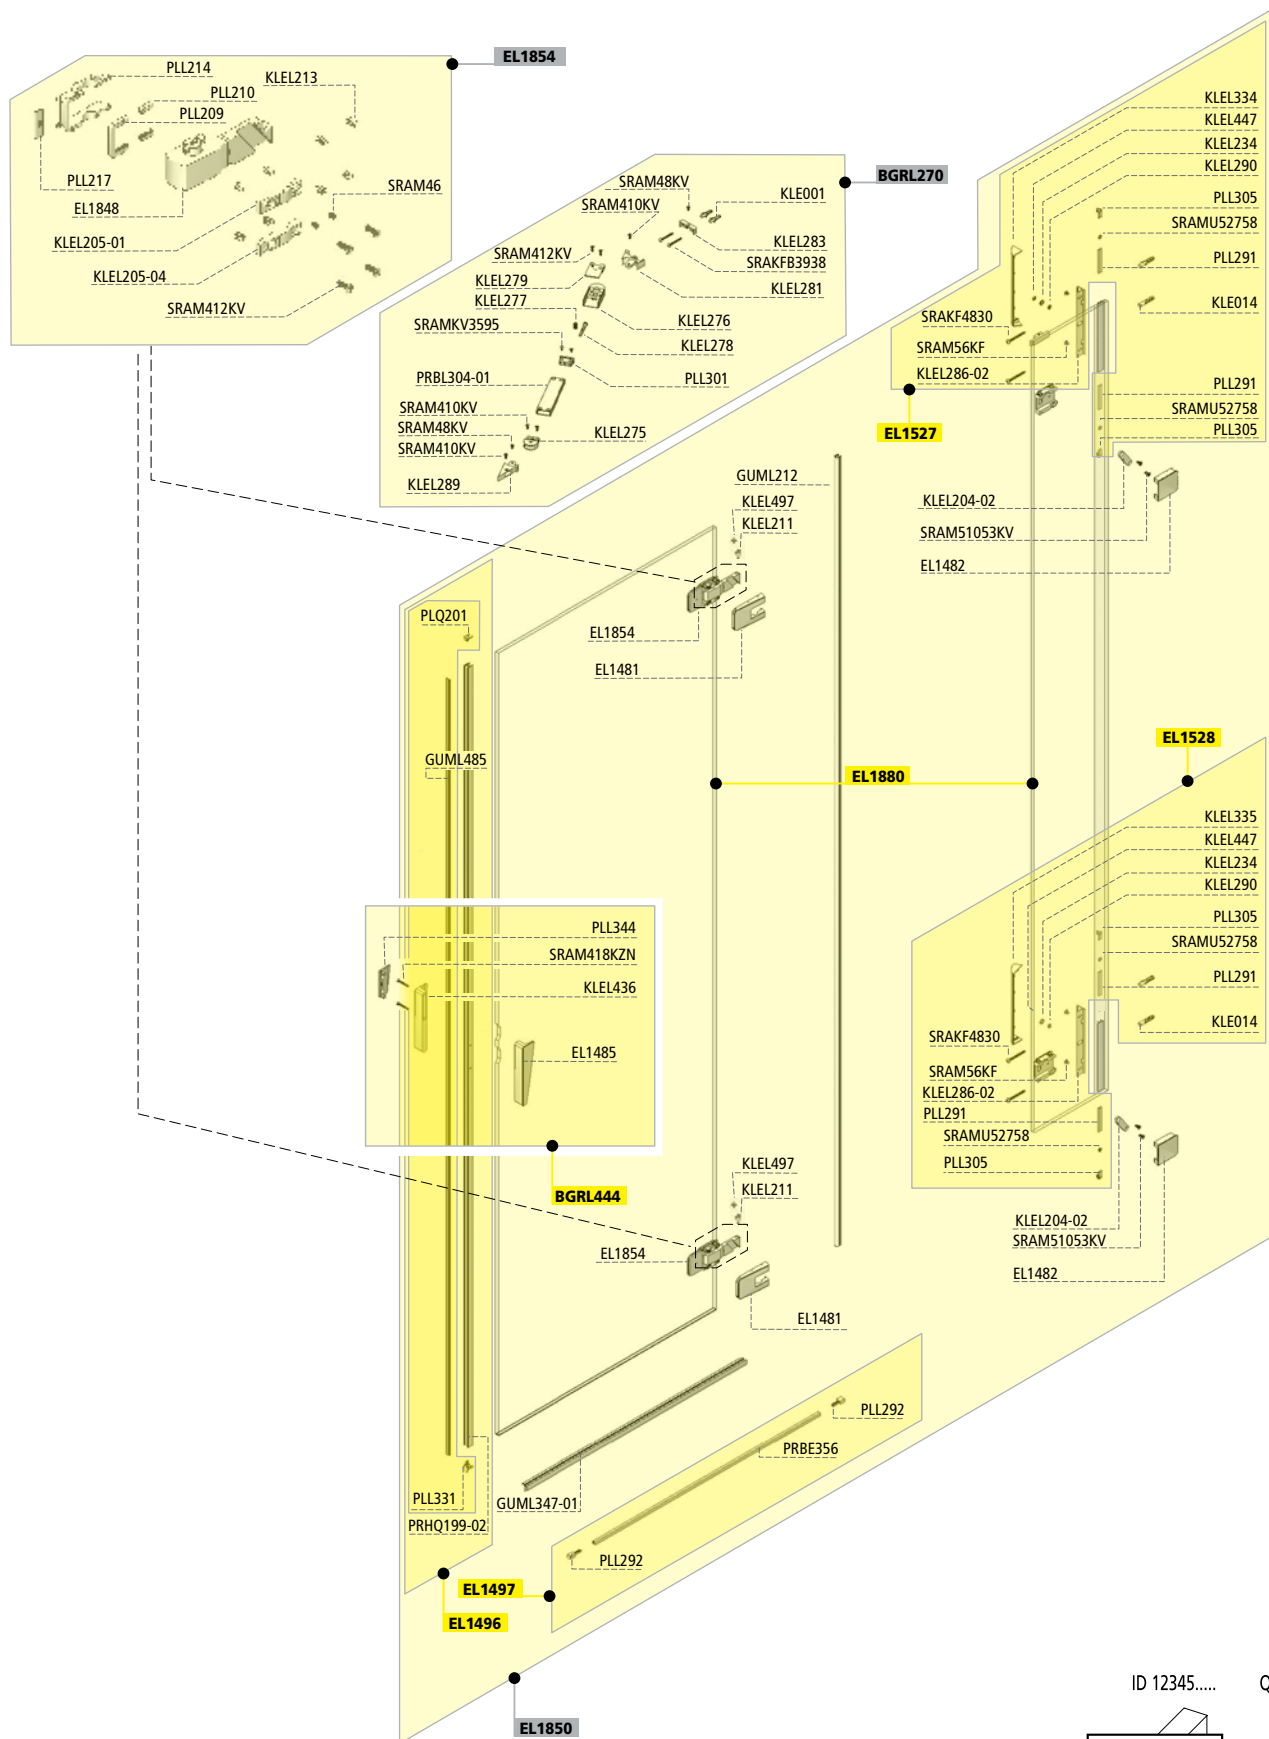 EL1854
PLL214
KLEL213
PLL210
PLL209
PLL217
EL1848
SRAM46
KLEL205-01
KLEL205-04
SRAM412KV
BGRL270
SRAM48KV
KLE001
SRAM410KV
KLEL283
SRAM412KV
SRAKFB3938
KLEL279
KLEL281
KLEL277
SRAMKV3595
KLEL276
KLEL278
PRBL304-01
PLL301
SRAM410KV
SRAM48KV
KLEL275
SRAM410KV
KLEL289
KLEL334
KLEL447
KLEL234
KLEL290
PLL305
SRAMU52758
PLL291
KLE014
SRAKF4830
SRAM56KF
KLEL286-02
PLL291
SRAMU52758
PLL305
EL1527
KLEL204-02
SRAM51053KV
EL1482
GUML212
KLEL497
KLEL211
EL1854
EL1481
PLQ201
GUML485
EL1880
EL1528
KLEL335
KLEL447
KLEL234
KLEL290
PLL305
SRAMU52758
PLL291
KLE014
SRAKF4830
SRAM56KF
KLEL286-02
PLL291
SRAMU52758
PLL305
KLEL204-02
SRAM51053KV
EL1482
PLL344
SRAM418KZN
KLEL436
EL1485
BGRL444
KLEL497
KLEL211
EL1854
EL1481
PLL292
PRBE356
PLL331
GUML347-01
PRHQ199-02
PLL292
EL1497
EL1496
EL1850
ID 12345..... Q